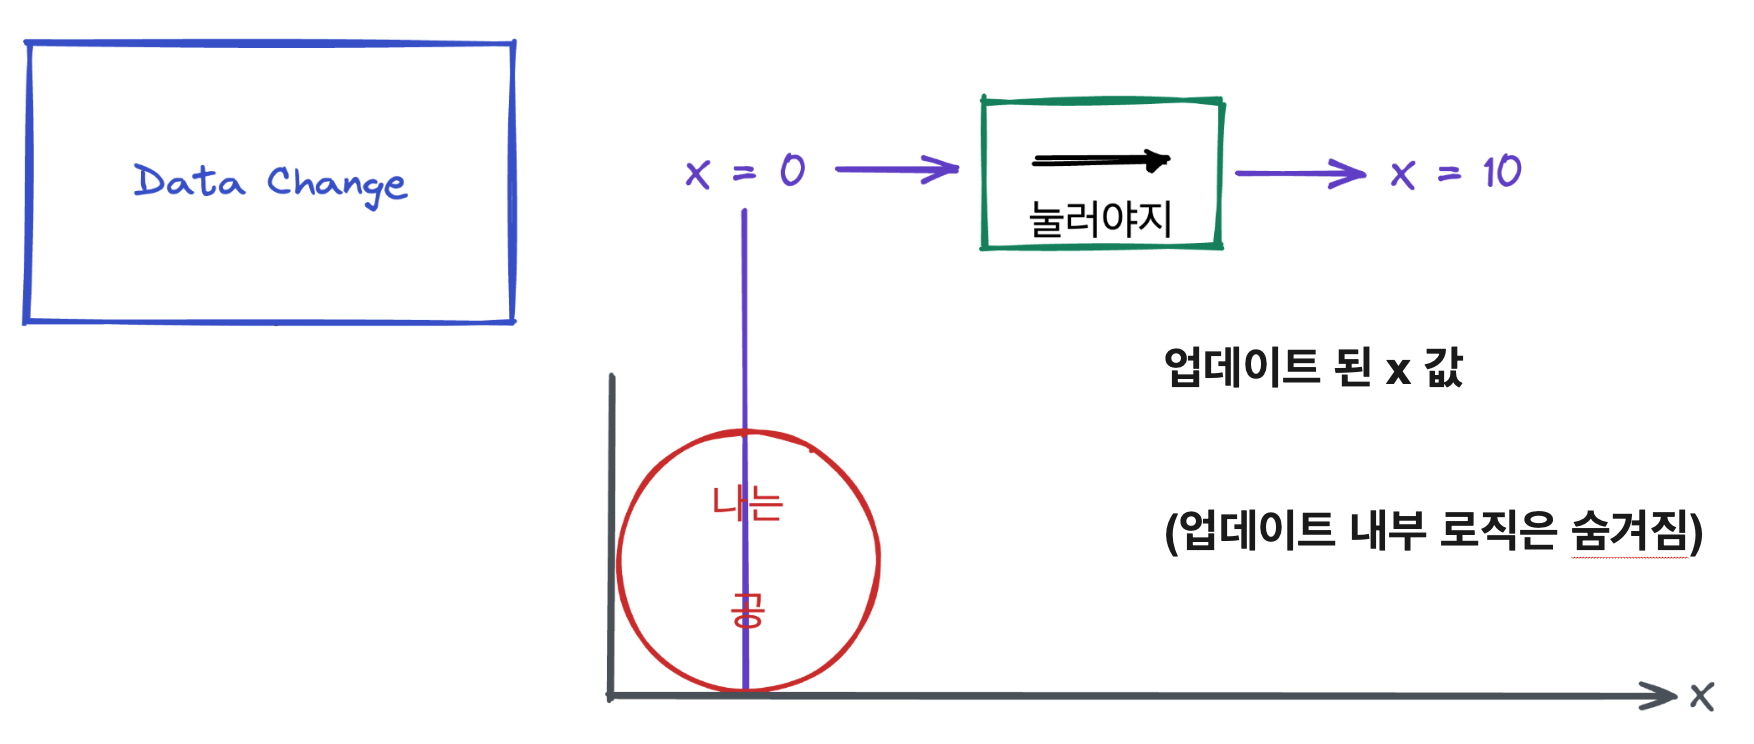 Data Change
x = 0
눌러야지
x = 10
업데이트 된 x 값
(업데이트 내부 로직은 숨겨짐)
나는
공
x